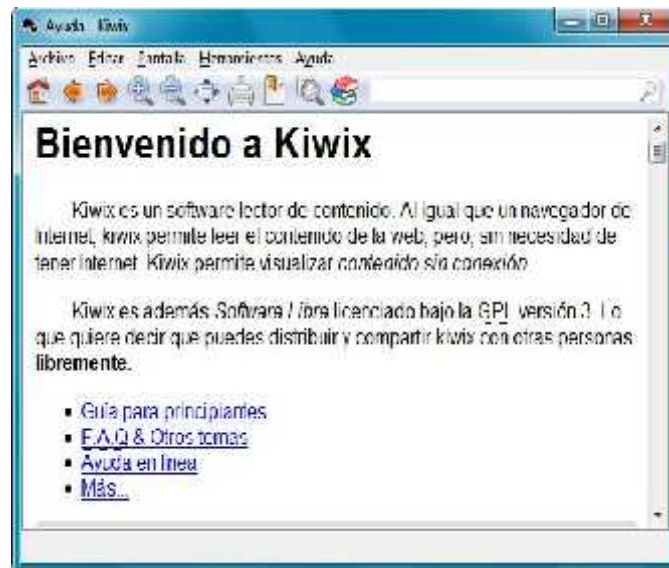 Ayuda Kiwix
Archivo Editar Pantalla Herramientas Ayuda
Bienvenido a Kiwix
Kiwix es un software lector de contenido. Al igual que un navegador de
Internet, kiwix permite leer el contenido de la web, pero, sin necesidad de
tener Internet. Kiwix permite visualizar contenido sin conexión
Kiwix es además Software Libre licenciado bajo la GPL versión 3. Lo
que quiere decir que puedes distribuir y compartir kiwix con otras personas
libremente.
Guía para principiantes
F.A.Q & Otros temas
Ayuda en línea
Más...